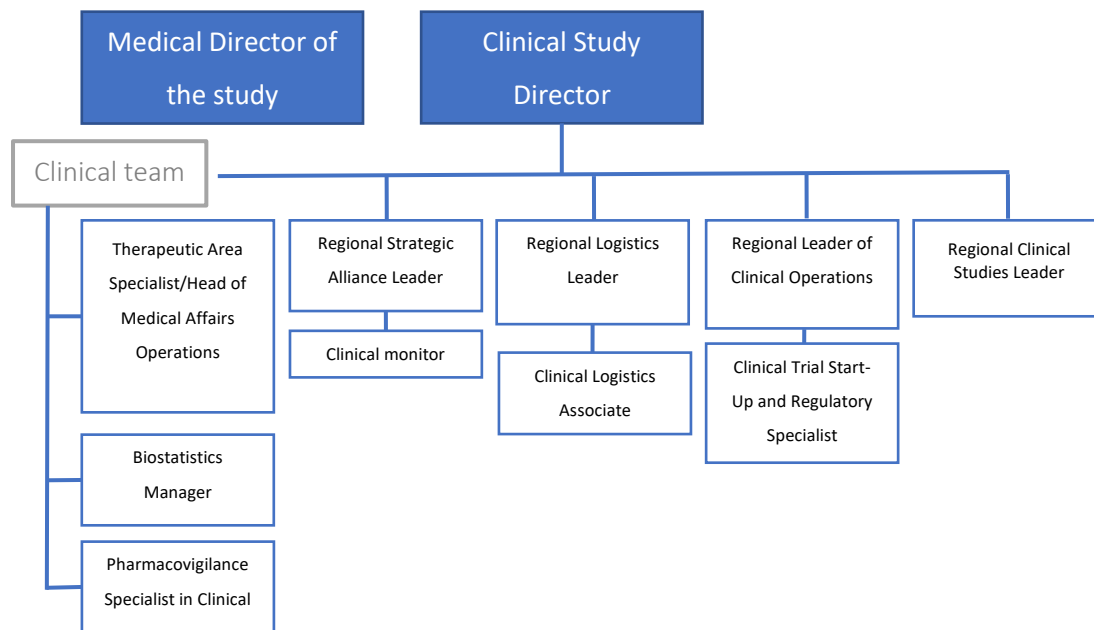 Medical Director of
the study
Clinical Study
Director
Clinical team
Therapeutic Area
Specialist/Head of
Medical Affairs
Operations
Regional Strategic
Alliance Leader
Regional Logistics
Leader
Regional Leader of
Clinical Operations
Regional Clinical
Studies Leader
Clinical monitor
Clinical Logistics
Associate
Clinical Trial Start-
Up and Regulatory
Specialist
Biostatistics
Manager
Pharmacovigilance
Specialist in Clinical